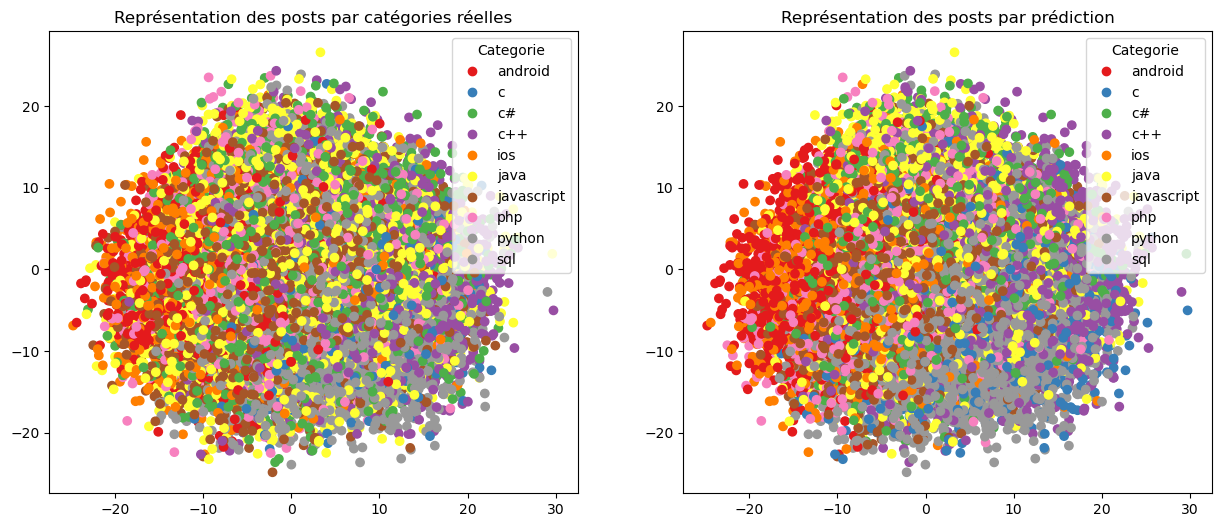 Représentation des posts par catégories réelles
Catégorie
android
c
c#
c++
ios
java
javascript
php
python
sql
20
10
0
−10
−20
−20
−10
0
10
20
30
Représentation des posts par prédiction
Categorie
android
c
c#
c++
ios
java
javascript
php
python
sql
20
10
0
−10
−20
−20
−10
0
10
20
30